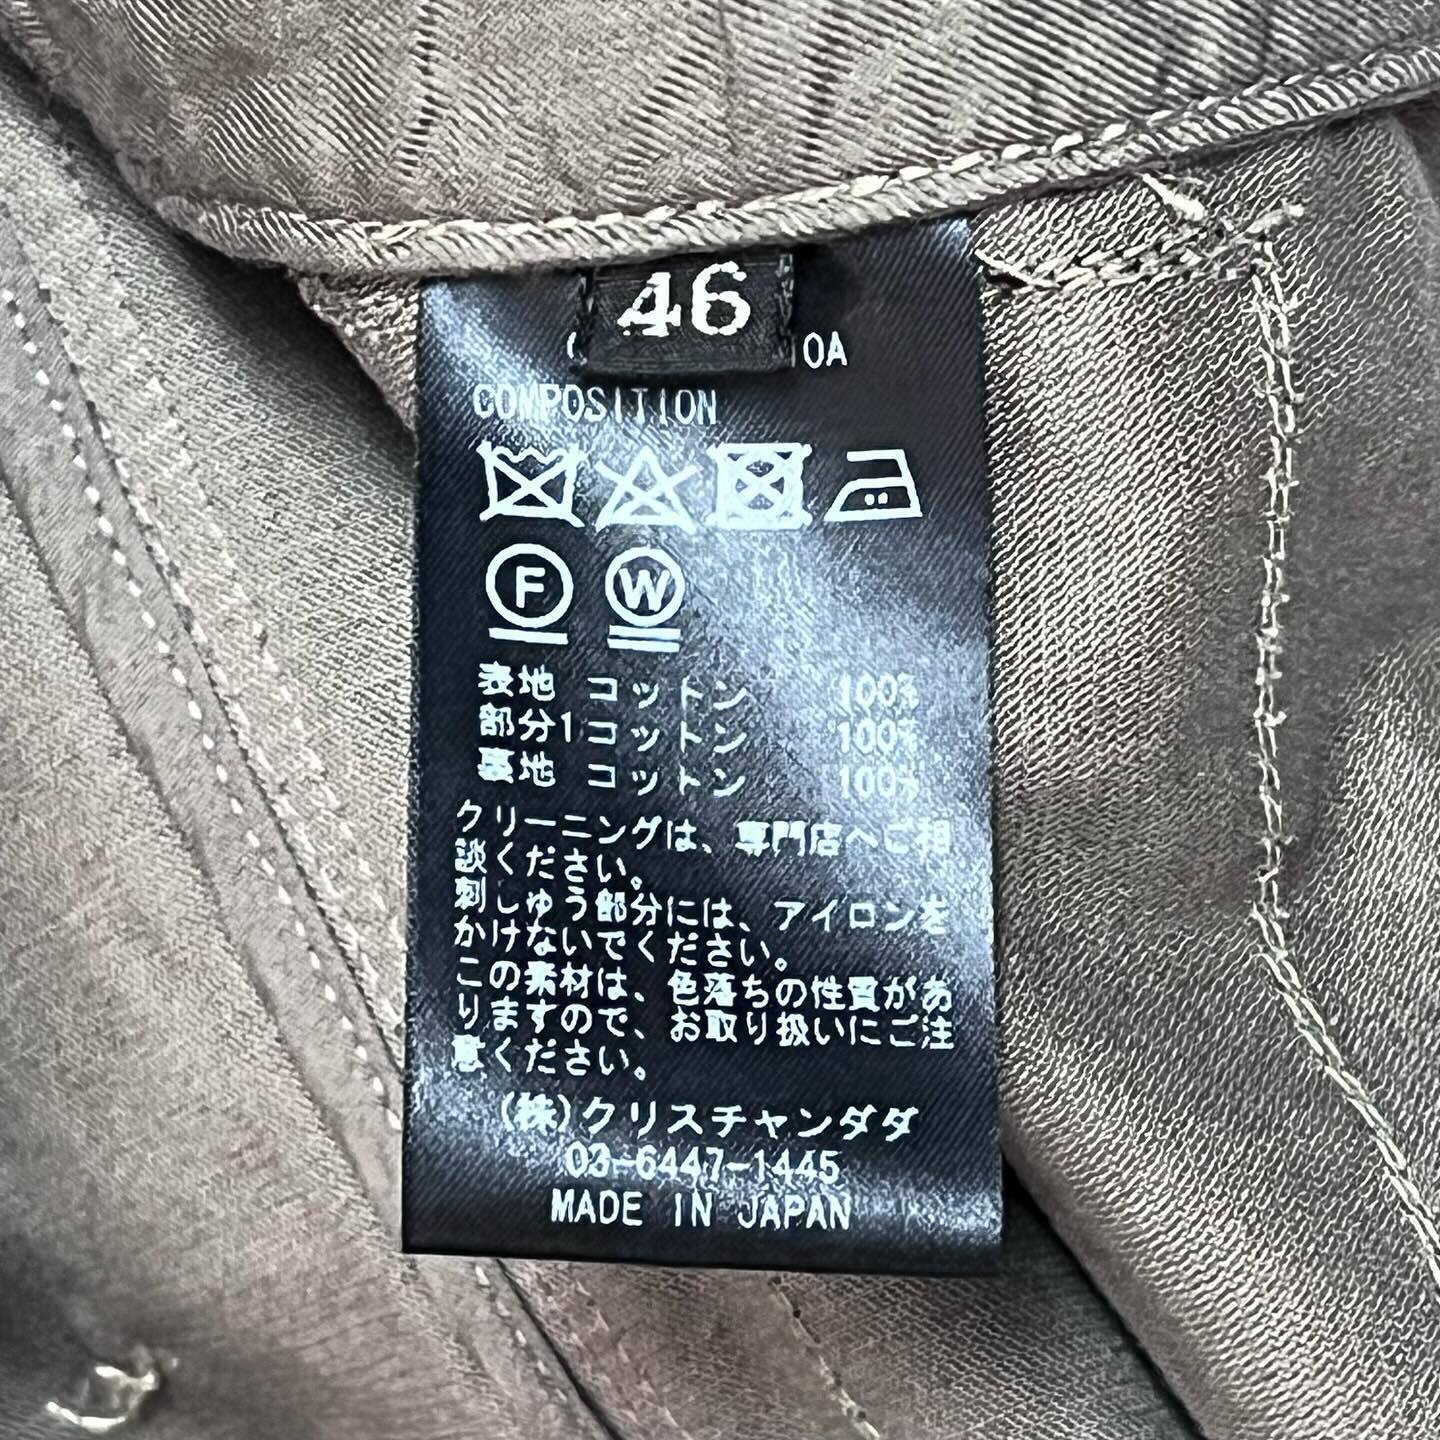 46
0A
COMPOSITION
F W
表地 コットン 100%
部分1コットン 100%
裏地 コットン 100%
クリーニングは、専門店へご相
談ください。
刺しゅう部分には、アイロンを
かけないでください。
この素材は、色落ちの性質があ
りますので、お取り扱いにご注
意ください。
(株)クリスチャンダダ
03-6447-1445
MADE IN JAPAN